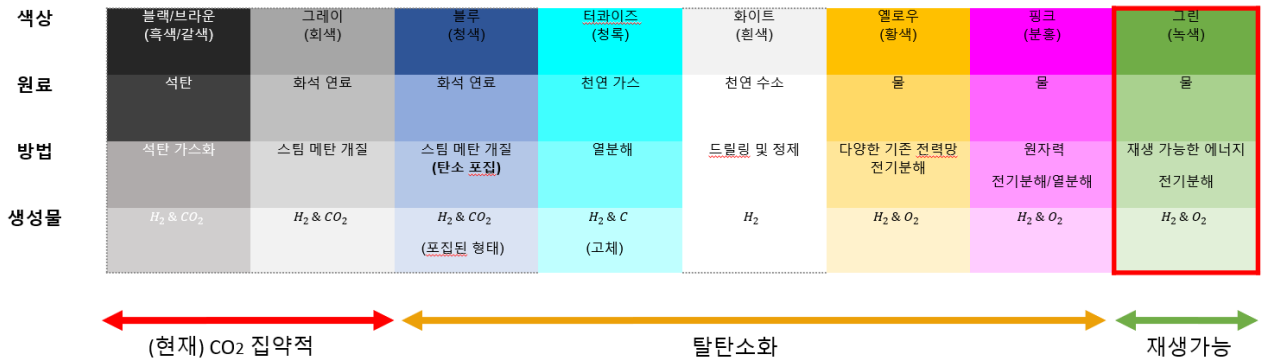 색상 블랙/브라운 그레이 블루 터콰이즈 화이트 옐로우 핑크 그린
(흑색/갈색) (회색) (청색) (청록) (흰색) (황색) (분홍) (녹색)
원료 석탄 화석 연료 화석 연료 천연 가스 천연 수소 물 물 물
방법 석탄 가스화 스팀 메탄 개질 스팀 메탄 개질 열분해 드릴링 및 정제 다양한 기존 전력망 원자력 재생 가능한 에너지
(탄소 포집) 전기분해 전기분해/열분해 전기분해
생성물 H₂ & CO₂ H₂ & CO₂ H₂ & CO₂ H₂ & C H₂ H₂ & O₂ H₂ & O₂ H₂ & O₂
(포집된 형태) (고체)
(현재) CO₂ 집약적 탈탄소화 재생가능